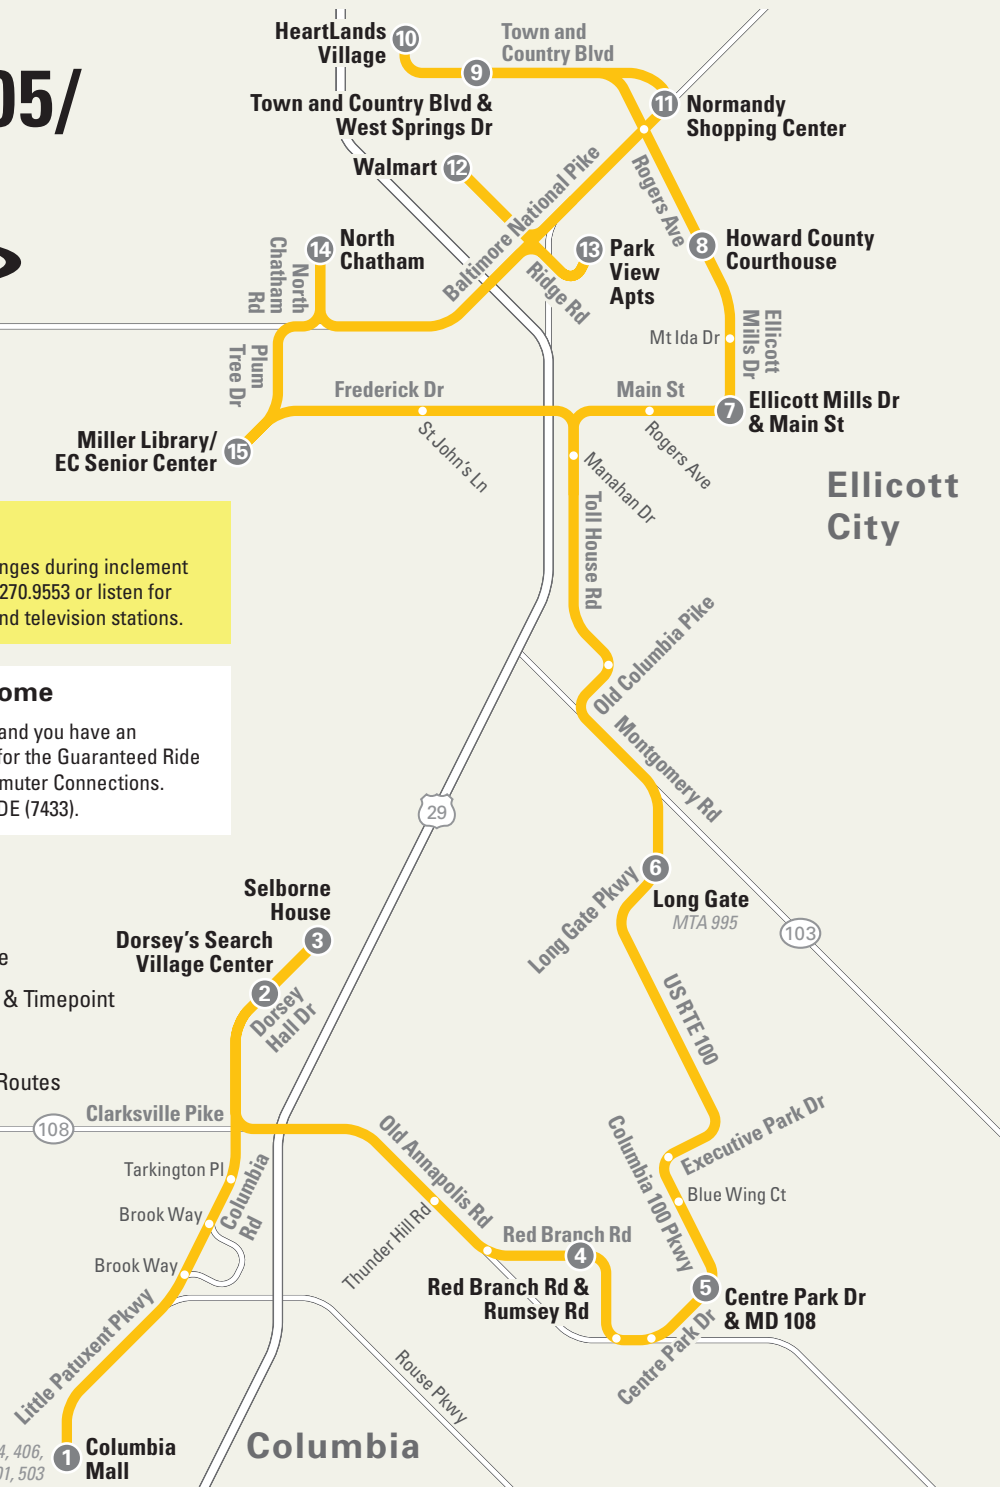 05/
HeartLands
Village
10
Town and
Country Blvd
9
Town and Country Blvd &
West Springs Dr
11
Normandy
Shopping Center
Walmart
12
Baltimore National Pike
Rogers Ave
8
Howard County
Courthouse
14
North
Chatham
North
Chatham
Rd
13
Park
View
Apts
Ridge Rd
Mt Ida Dr
Ellicott
Mills Dr
Plum
Tree Dr
Frederick Dr
Main St
7
Ellicott Mills Dr
& Main St
Miller Library/
EC Senior Center
15
St John's Ln
Rogers Ave
Manahan Dr
Toll House Rd
Ellicott
City
nges during inclement
270.9553 or listen for
nd television stations.
Old Columbia Pike
ome
and you have an
for the Guaranteed Ride
muter Connections.
DE (7433).
Montgomery Rd
29
6
Long Gate
MTA 995
Long Gate Pkwy
103
Selborne
House
3
Dorsey's Search
Village Center
2
Dorsey
Hall Dr
e
& Timepoint
Routes
US RTE 100
108
Clarksville Pike
Old Annapolis Rd
Executive Park Dr
Columbia 100 Pkwy
Blue Wing Ct
Tarkington Pl
Columbia
Rd
Brook Way
Brook Way
Thunder Hill Rd
Red Branch Rd
4
Red Branch Rd &
Rumsey Rd
5
Centre Park Dr
& MD 108
Centre Park Dr
Little Patuxent Pkwy
Rouse Pkwy
Columbia
1
Columbia
Mall
4, 406,
01, 503